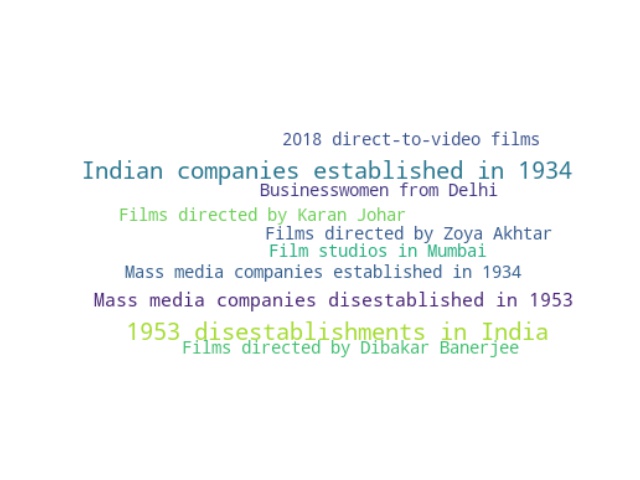 2018 direct-to-video films
Indian companies established in 1934
Businesswomen from Delhi
Films directed by Karan Johar
Films directed by Zoya Akhtar
Film studios in Mumbai
Mass media companies established in 1934
Mass media companies disestablished in 1953
1953 disestablishments in India
Films directed by Dibakar Banerjee